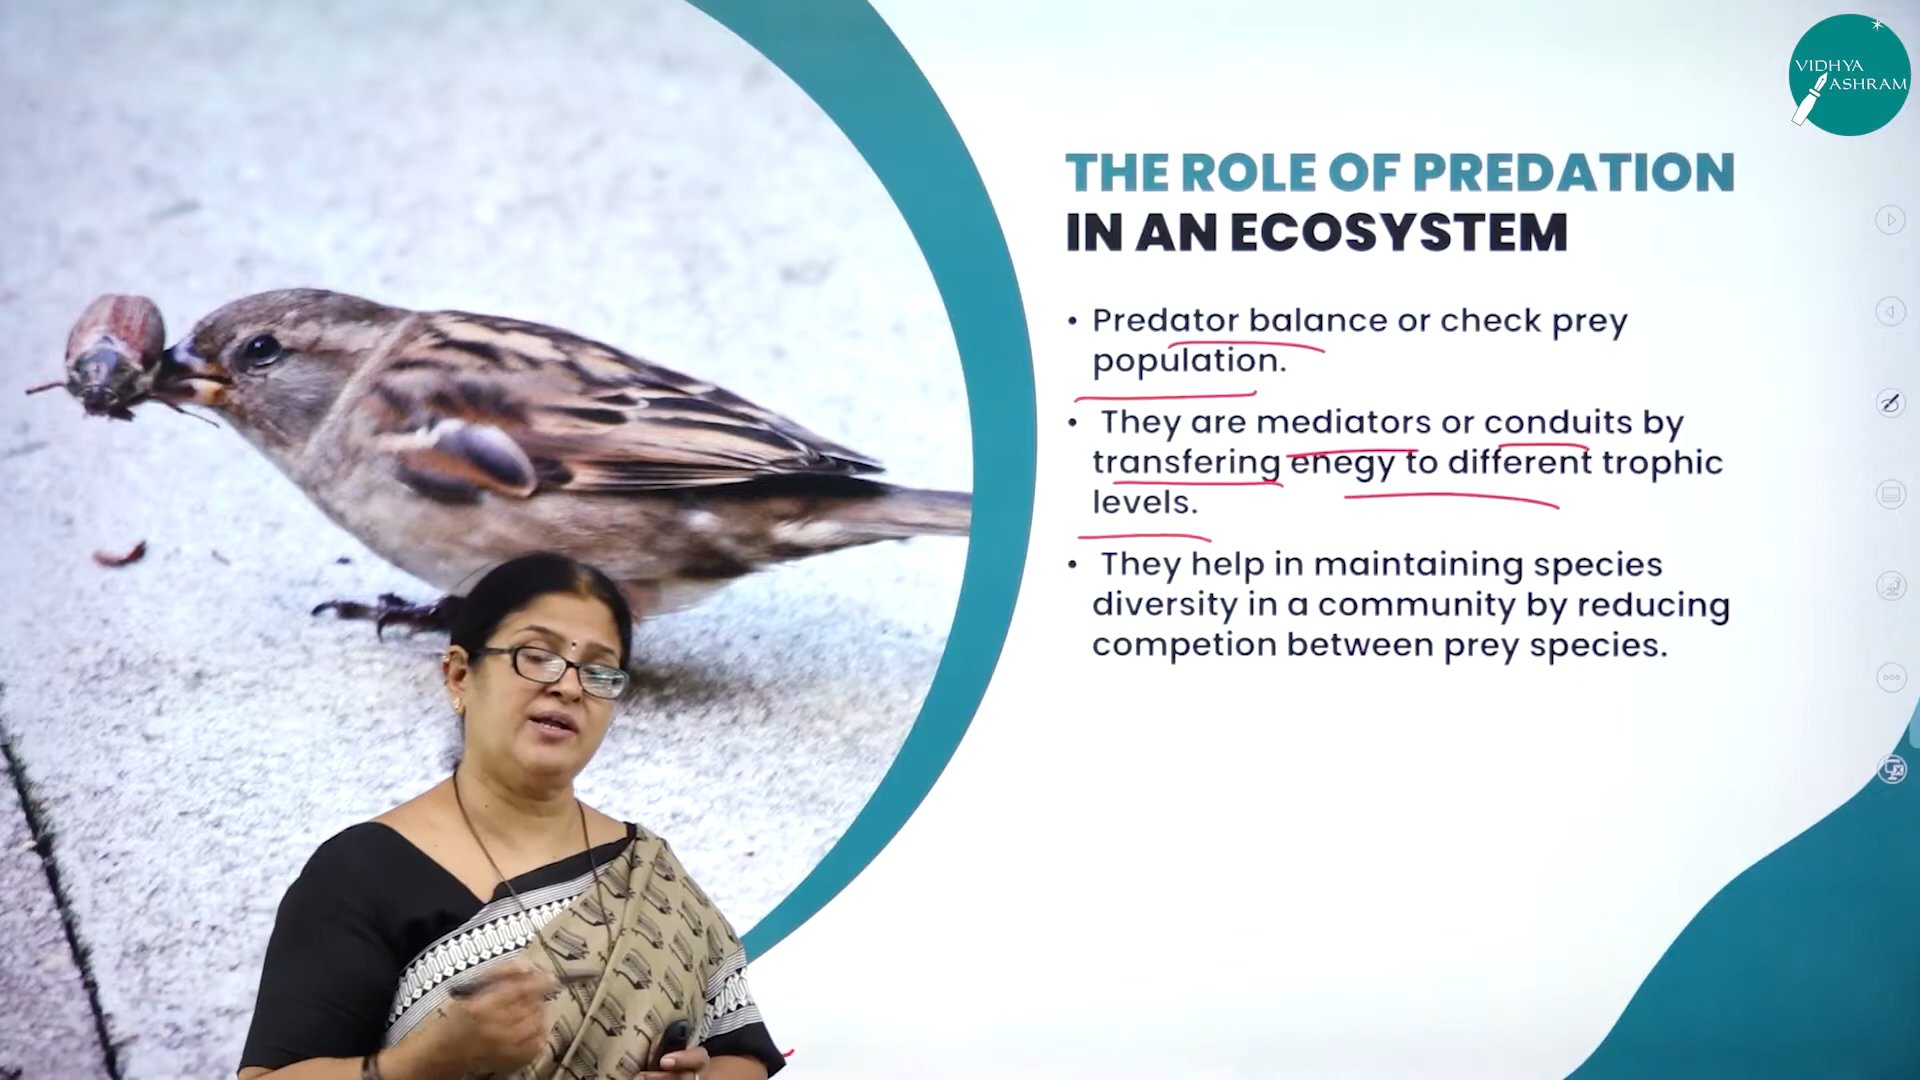 VIDHYA
ASHRAM
THE ROLE OF PREDATION
IN AN ECOSYSTEM
• Predator balance or check prey
population.
• They are mediators or conduits by
transfering enegy to different trophic
levels.
• They help in maintaining species
diversity in a community by reducing
competion between prey species.